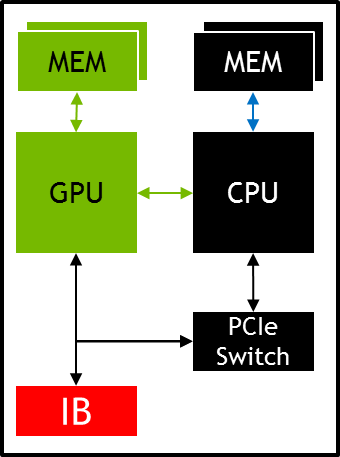 MEM
MEM
GPU
CPU
PCIe
Switch
IB